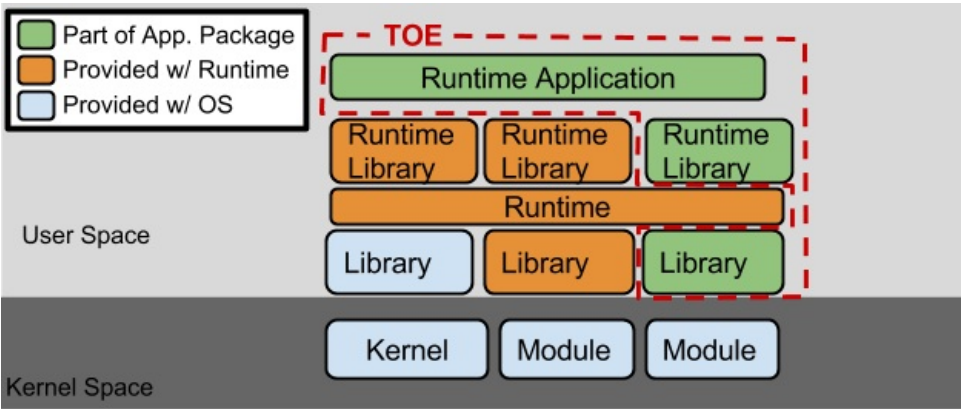 Part of App. Package
Provided w/ Runtime
Provided w/ OS
TOE
Runtime Application
Runtime
Library
Runtime
Library
Runtime
Library
Runtime
User Space
Library
Library
Library
Kernel
Module
Module
Kernel Space